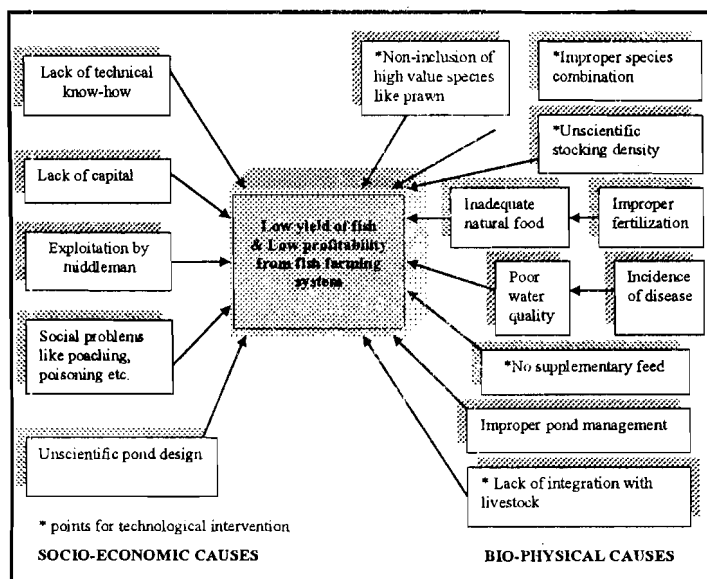 Lack of technical
know-how
Lack of capital
Exploitation by
middleman
Social problems
like poaching,
poisoning etc.
Unscientific pond design
* points for technological intervention
SOCIO-ECONOMIC CAUSES
Low yield of fish
& Low profitability
from fish farming
system
*Non-inclusion of
high value species
like prawn
*Improper species
combination
*Unscientific
stocking density
Inadequate
natural food
Improper
fertilization
Poor
water
quality
Incidence
of disease
*No supplementary feed
Improper pond management
* Lack of integration with
livestock
BIO-PHYSICAL CAUSES